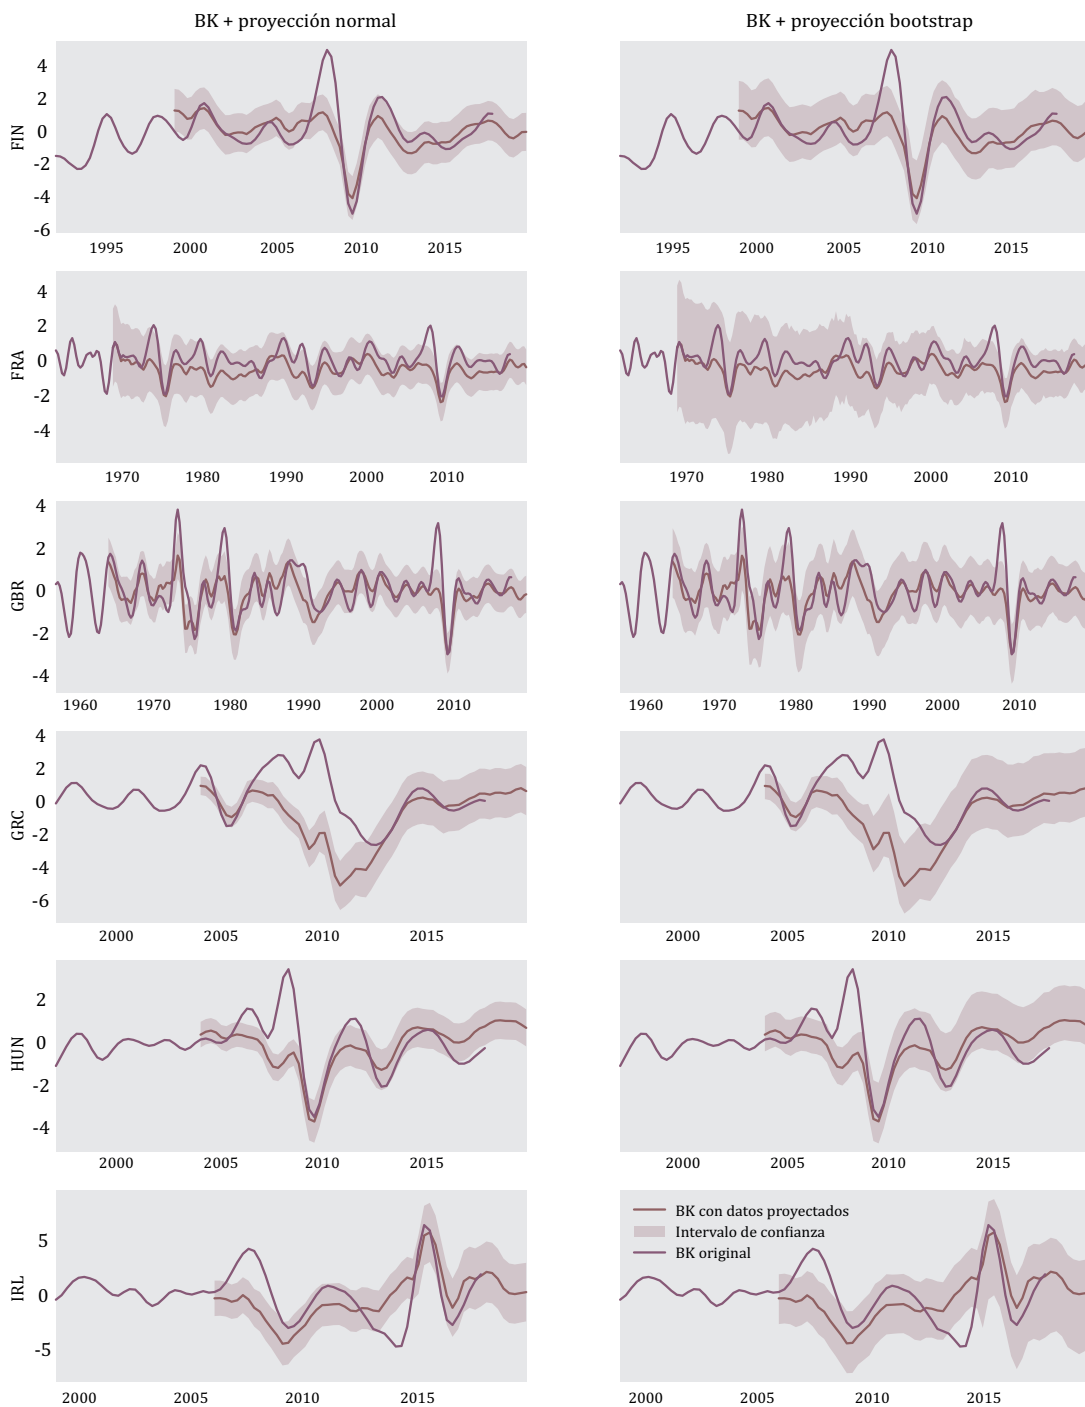 BK + proyección normal
BK + proyección bootstrap
FIN
4
2
0
-2
-4
-6
1995 2000 2005 2010 2015
1995 2000 2005 2010 2015
FRA
4
2
0
-2
-4
1970 1980 1990 2000 2010
1970 1980 1990 2000 2010
GBR
4
2
0
-2
-4
1960 1970 1980 1990 2000 2010
1960 1970 1980 1990 2000 2010
GRC
4
2
0
-2
-4
-6
2000 2005 2010 2015
2000 2005 2010 2015
HUN
2
0
-2
-4
2000 2005 2010 2015
2000 2005 2010 2015
IRL
5
0
-5
BK con datos proyectados
Intervalo de confianza
BK original
2000 2005 2010 2015
2000 2005 2010 2015